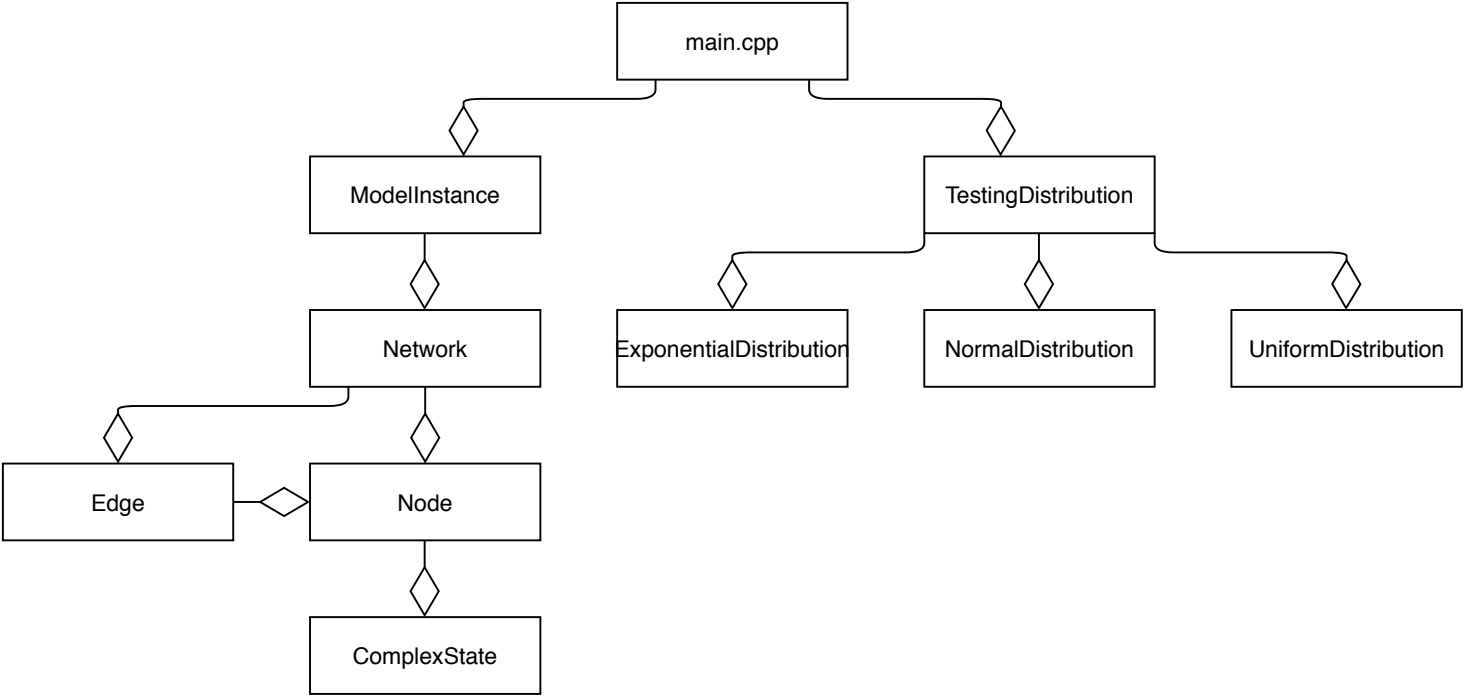 main.cpp
ModelInstance
TestingDistribution
Network
ExponentialDistribution
NormalDistribution
UniformDistribution
Edge
Node
ComplexState